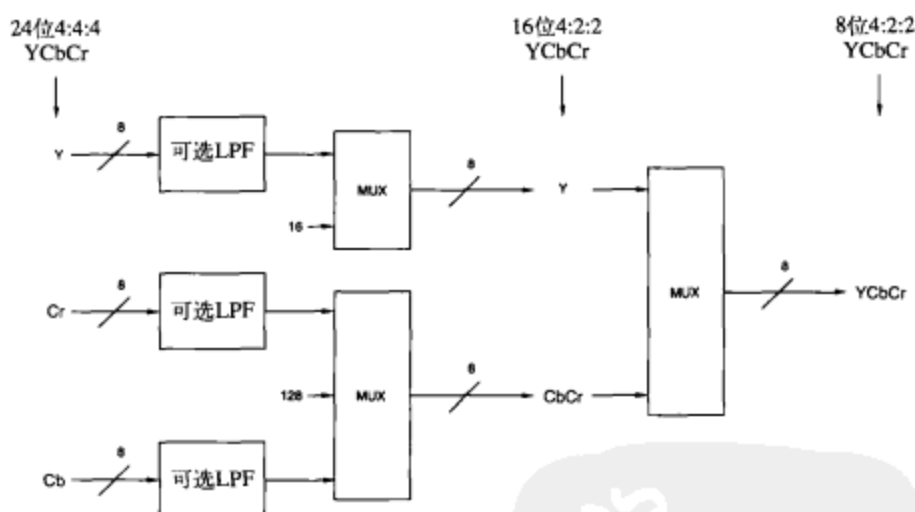 24位4:4:4
YCbCr
16位4:2:2
YCbCr
8位4:2:2
YCbCr
Y
8
可选LPF
MUX
16
8
Y
Cr
8
可选LPF
MUX
8
YCbCr
128
MUX
8
CbCr
Cb
8
可选LPF